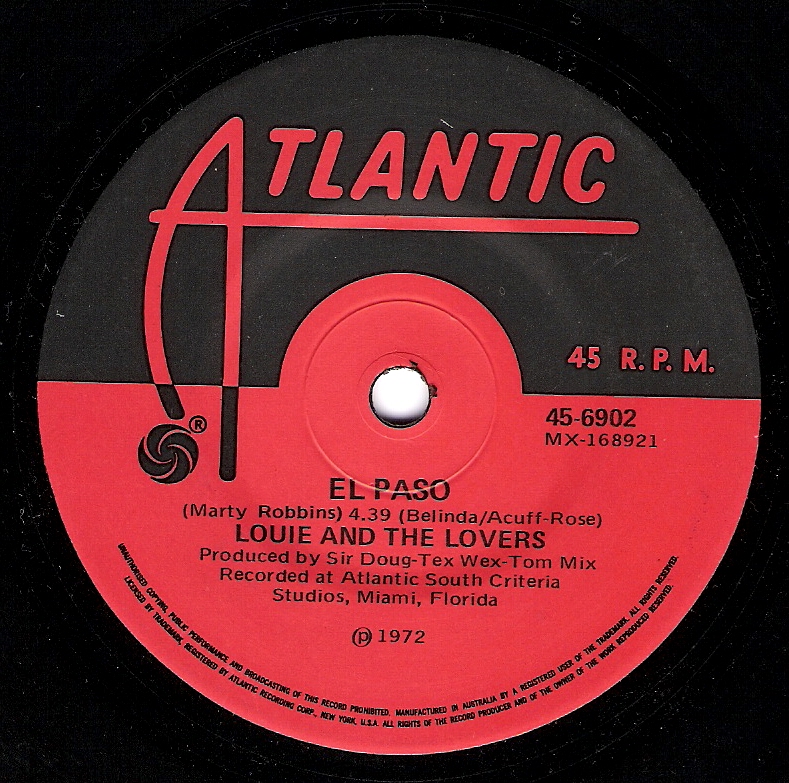 ATLANTIC
45 R.P.M.
®
45-6902
MX-168921
EL PASO
(Marty Robbins) 4.39 (Belinda/Acuff-Rose)
LOUIE AND THE LOVERS
Produced by Sir Doug-Tex Wex-Tom Mix
Recorded at Atlantic South Criteria
Studios, Miami, Florida
℗ 1972
UNAUTHORISED COPYING, PUBLIC PERFORMANCE AND BROADCASTING OF THIS RECORD PROHIBITED. MANUFACTURED IN AUSTRALIA BY A REGISTERED USER OF THE TRADEMARK. ALL RIGHTS RESERVED.
LICENSED BY TRADEMARK, REGISTERED BY ATLANTIC RECORDING CORP., NEW YORK, U.S.A. ALL RIGHTS OF THE RECORD PRODUCER AND OF THE OWNER OF THE WORK REPRODUCED RESERVED.